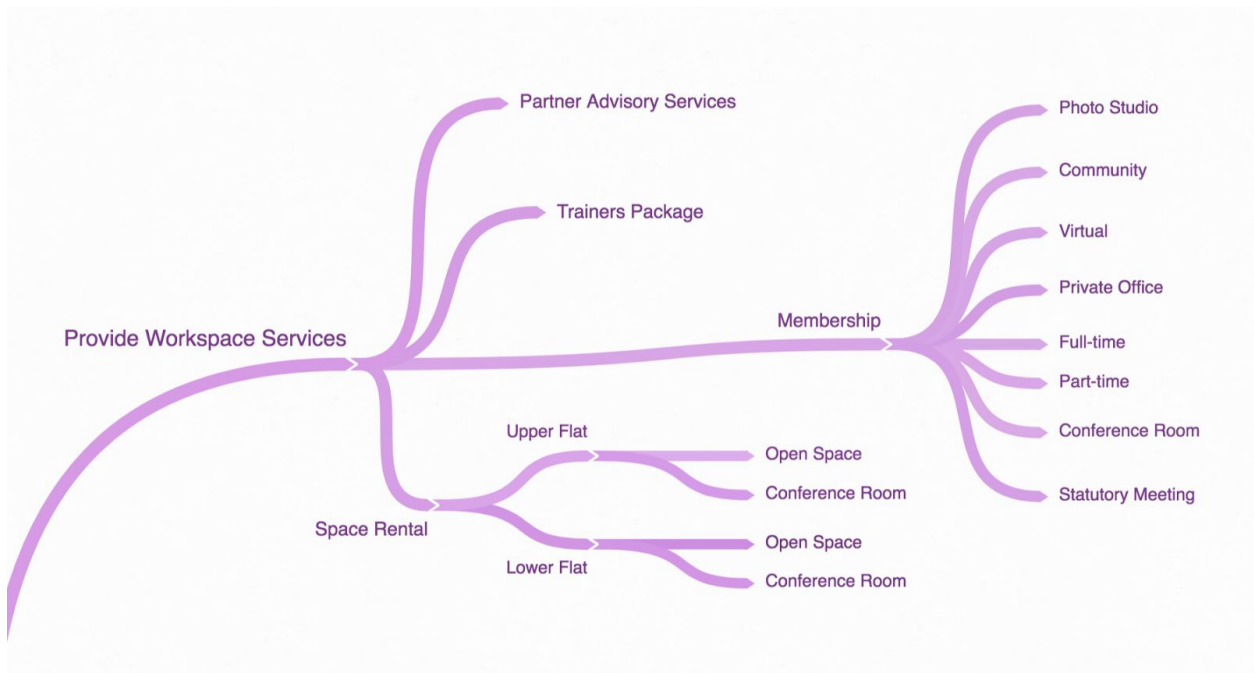 Provide Workspace Services
Partner Advisory Services
Trainers Package
Membership
Photo Studio
Community
Virtual
Private Office
Full-time
Part-time
Conference Room
Statutory Meeting
Space Rental
Upper Flat
Open Space
Conference Room
Lower Flat
Open Space
Conference Room